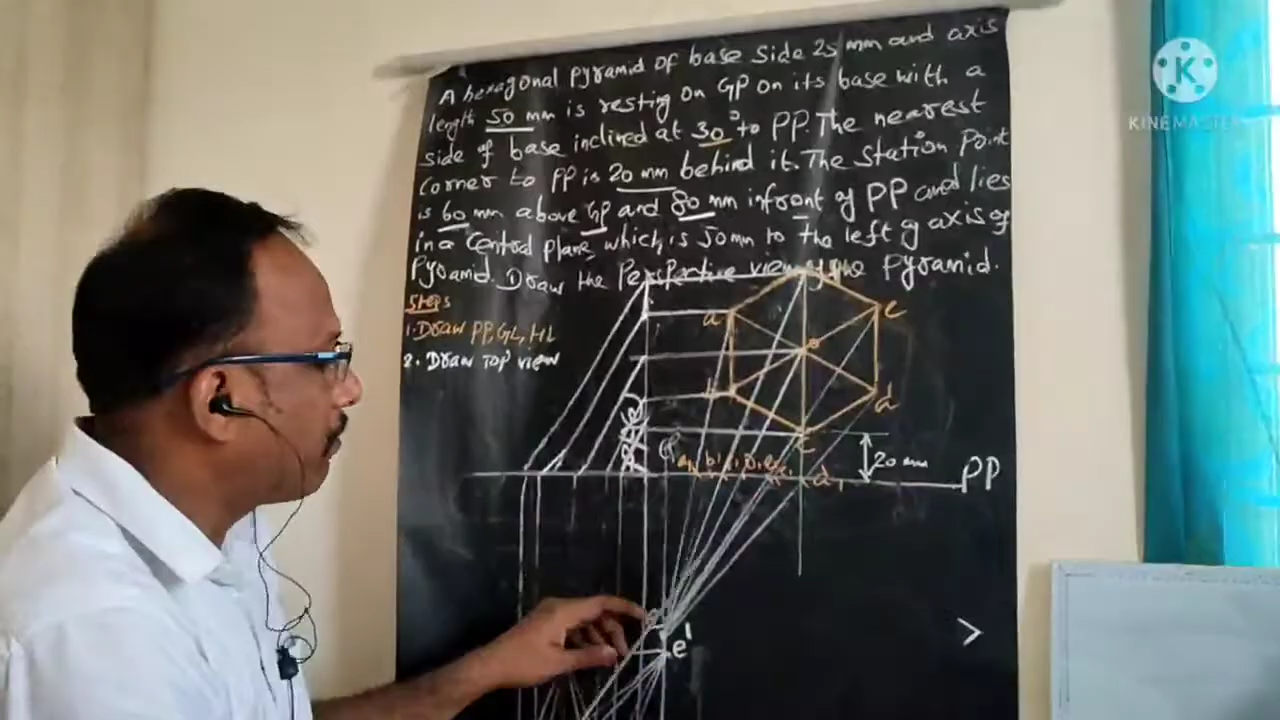 A hexagonal pyramid of base side 25 mm and axis
length 50 mm is resting on GP on its base with a
side of base inclined at 30° to PP. The nearest
corner to PP is 20 mm behind it. The station Point
is 60 mm above GP and 80 mm infront of PP and lies
in a Central plane which is 50mm to the left of axis of
Pyramid. Draw the Perspective view of the Pyramid.
Steps
1. Draw PP, GL, HL
2. Draw Top view
a
e
o
b
d
c
20 mm
PP
d1
e'
>
KINEMASTER
K